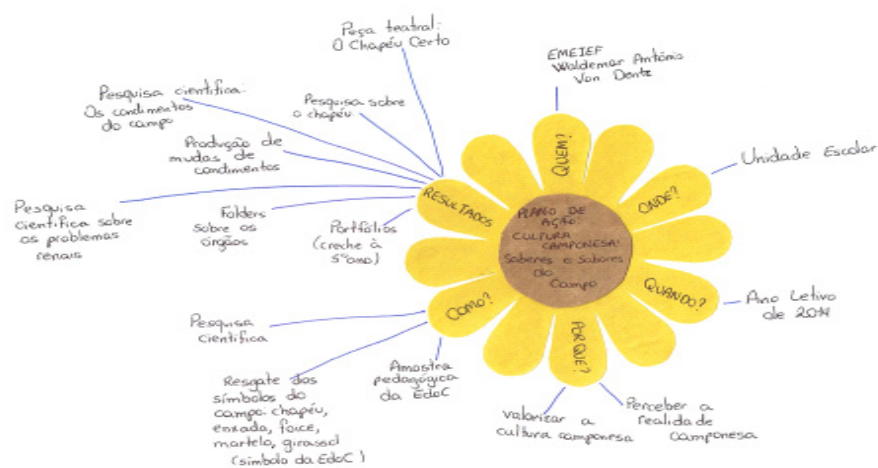 Peça teatral:
O Chapéu Certo
EMEIEF
Waldemar Antônio
Von Dentz
Pesquisa científica:
Os condimentos
do campo
Pesquisa sobre
o chapéu
Produção de
mudas de
condimentos
Pesquisa
científica sobre
os problemas
renais
Folders
sobre os
órgãos
Portfólios
(creche à
5º ano)
RESULTADOS
QUEM?
Unidade Escolar
ONDE?
PLANO DE
AÇÃO:
CULTURA
CAMPONESA:
Saberes e Sabores
do
Campo
QUANDO?
Ano Letivo
de 2014
COMO?
POR QUE?
Pesquisa
científica
Resgate dos
símbolos do
campo: chapéu,
enxada, foice,
martelo, girassol
(símbolo da EdoC)
Amostra
pedagógica
da EdoC
valorizar a
cultura camponesa
Perceber a
realidade
camponesa